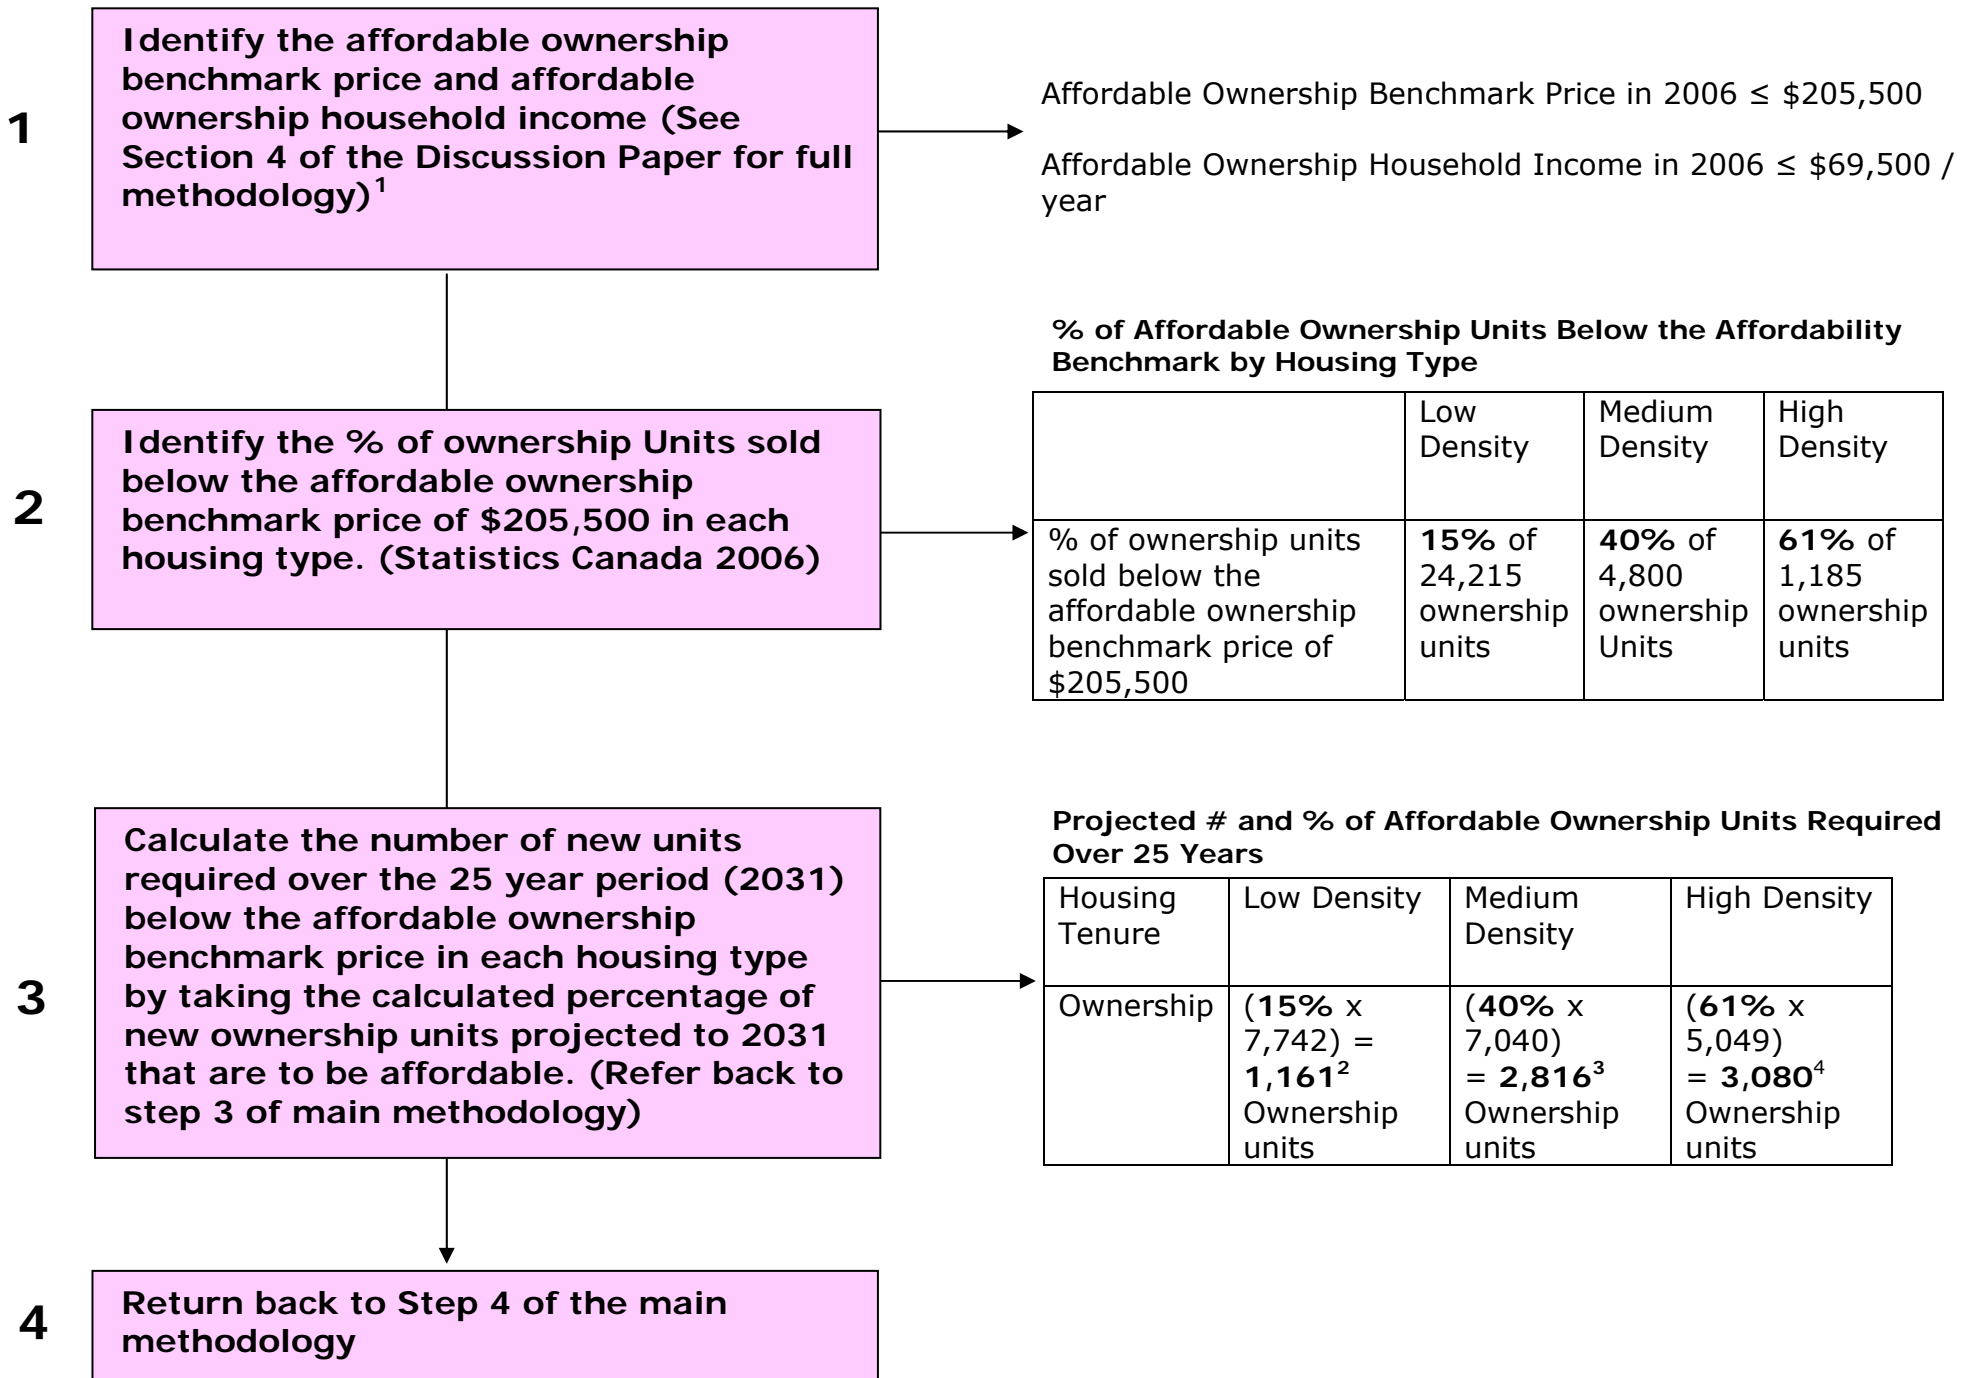 1
Identify the affordable ownership
benchmark price and affordable
ownership household income (See
Section 4 of the Discussion Paper for full
methodology)¹
Affordable Ownership Benchmark Price in 2006 ≤ $205,500
Affordable Ownership Household Income in 2006 ≤ $69,500 /
year
2
Identify the % of ownership Units sold
below the affordable ownership
benchmark price of $205,500 in each
housing type. (Statistics Canada 2006)
% of Affordable Ownership Units Below the Affordability
Benchmark by Housing Type
Low
Density
Medium
Density
High
Density
% of ownership units
sold below the
affordable ownership
benchmark price of
$205,500
15% of
24,215
ownership
units
40% of
4,800
ownership
Units
61% of
1,185
ownership
units
3
Calculate the number of new units
required over the 25 year period (2031)
below the affordable ownership
benchmark price in each housing type
by taking the calculated percentage of
new ownership units projected to 2031
that are to be affordable. (Refer back to
step 3 of main methodology)
Projected # and % of Affordable Ownership Units Required
Over 25 Years
Housing
Tenure
Low Density
Medium
Density
High Density
Ownership
(15% x
7,742) =
1,161²
Ownership
units
(40% x
7,040)
= 2,816³
Ownership
units
(61% x
5,049)
= 3,080⁴
Ownership
units
4
Return back to Step 4 of the main
methodology